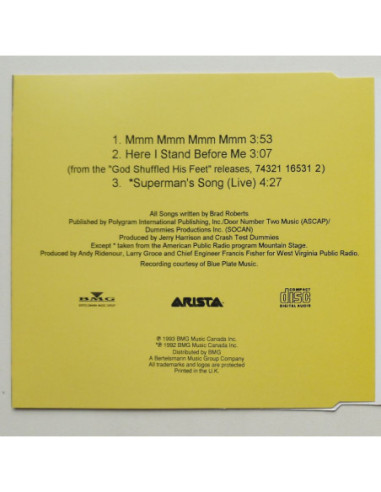 1. Mmm Mmm Mmm Mmm 3:53
2. Here I Stand Before Me 3:07
(from the "God Shuffled His Feet" releases, 74321 16531 2)
3. *Superman's Song (Live) 4:27
All Songs written by Brad Roberts
Published by Polygram International Publishing, Inc./Door Number Two Music (ASCAP)/
Dummies Productions Inc. (SOCAN)
Produced by Jerry Harrison and Crash Test Dummies
Except * taken from the American Public Radio program Mountain Stage.
Produced by Andy Ridenour, Larry Groce and Chief Engineer Francis Fisher for West Virginia Public Radio.
Recording courtesy of Blue Plate Music.
BMG ARISTA COMPACT disc DIGITAL AUDIO
℗ 1993 BMG Music Canada Inc.
*℗ 1992 BMG Music Canada Inc.
Distributed by BMG
A Bertelsmann Music Group Company
All trademarks and logos are protected
Printed in the U.K.